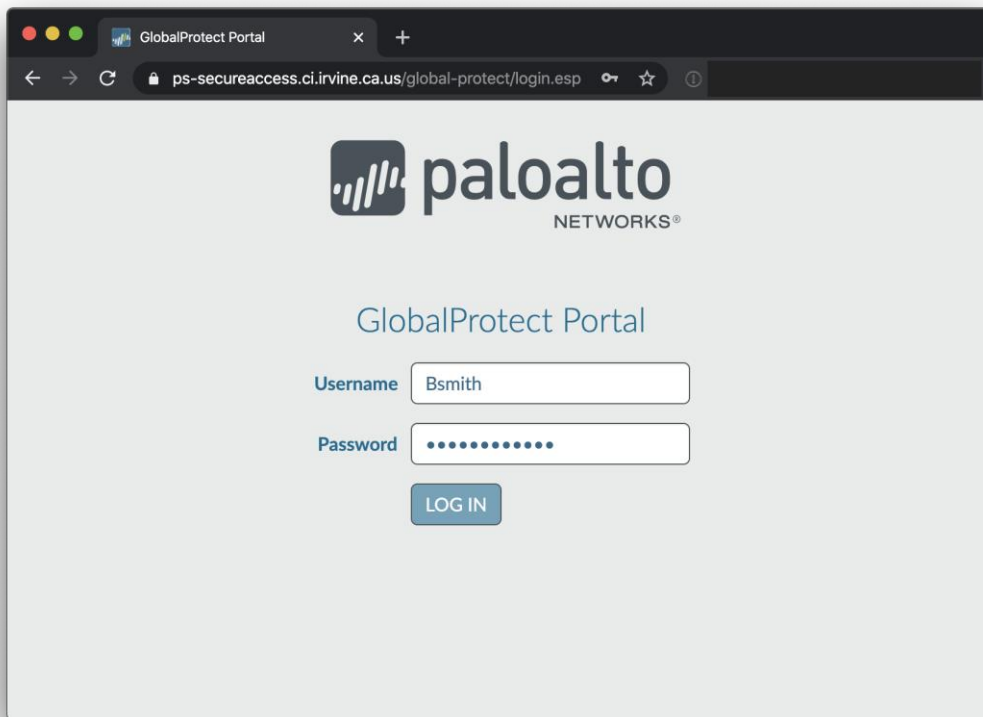 GlobalProtect Portal
ps-secureaccess.ci.irvine.ca.us/global-protect/login.esp
paloalto
NETWORKS®
GlobalProtect Portal
Username Bsmith
Password ••••••••••••
LOG IN